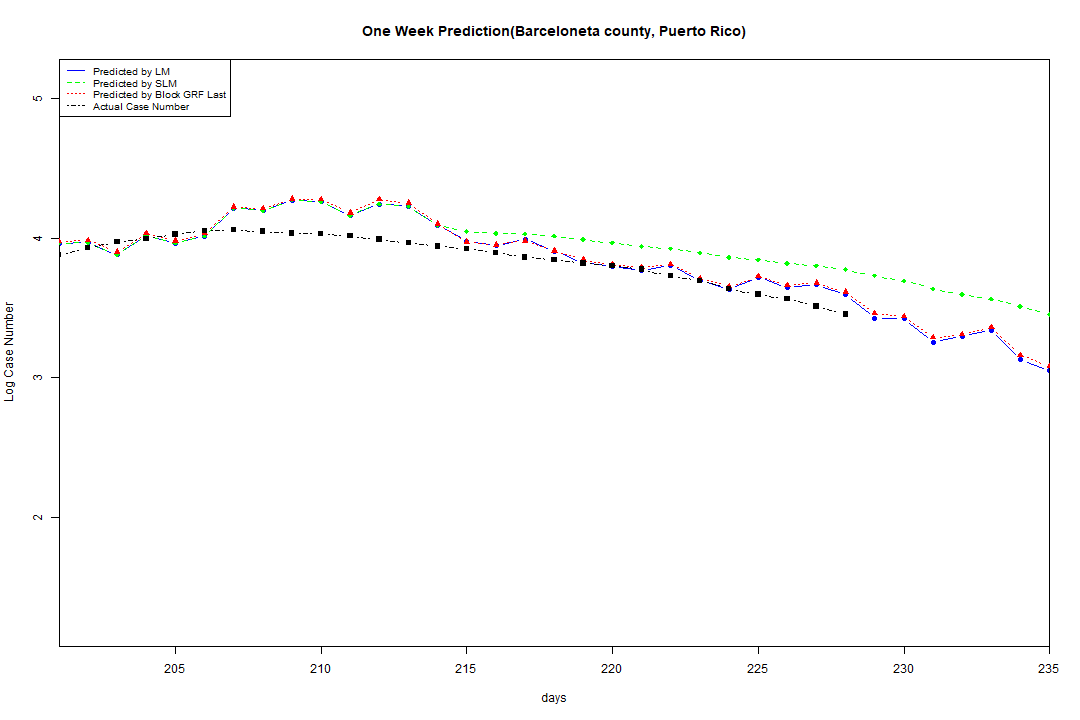 One Week Prediction(Barceloneta county, Puerto Rico)
Predicted by LM
Predicted by SLM
Predicted by Block GRF Last
Actual Case Number
5
4
3
2
Log Case Number
205 210 215 220 225 230 235
days